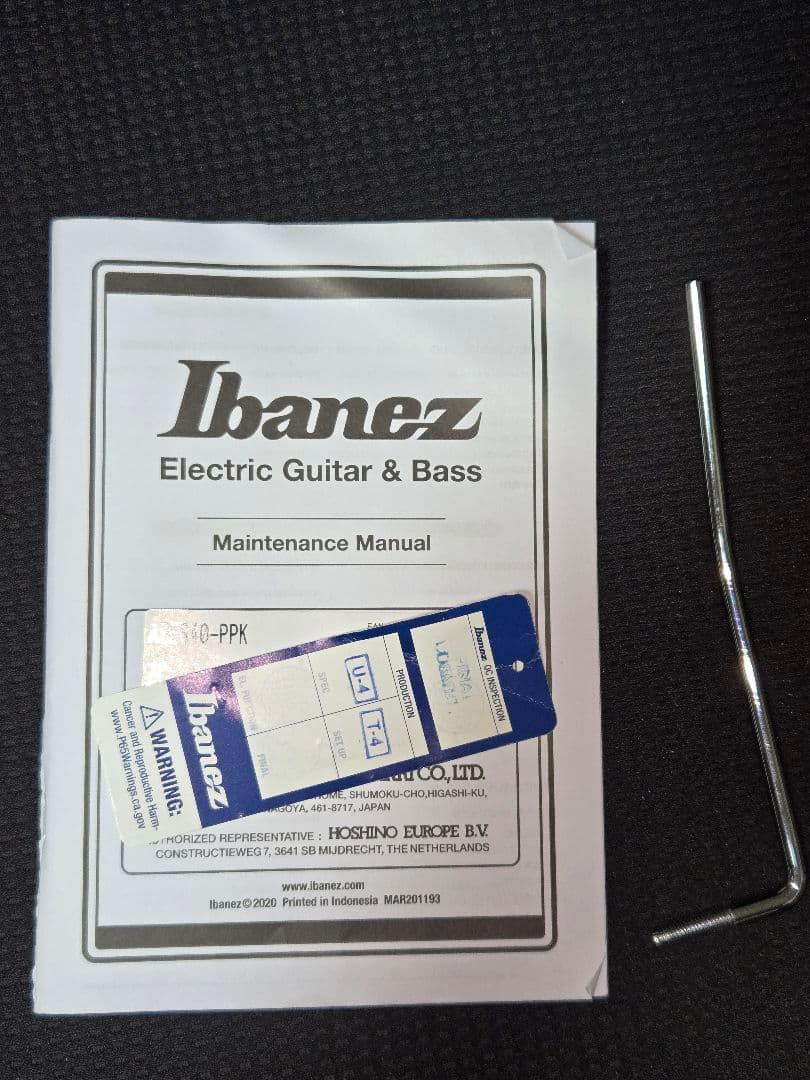 Ibanez
Electric Guitar & Bass
Maintenance Manual
40-PPK
CO., LTD.
SHUMOKU-CHO,HIGASHI-KU,
NAGOYA, 461-8717, JAPAN
REPRESENTATIVE : HOSHINO EUROPE B.V.
CONSTRUCTIEWEG 7, 3641 SB MIJDRECHT, THE NETHERLANDS
www.ibanez.com
Ibanez©2020 Printed in Indonesia MAR201193
Ibanez QC INSPECTION
PRODUCTION
U-4
T-4
SPEC
SET UP
FINAL
Ibanez
⚠ WARNING:
Cancer and Reproductive Harm-
www.P65Warnings.ca.gov